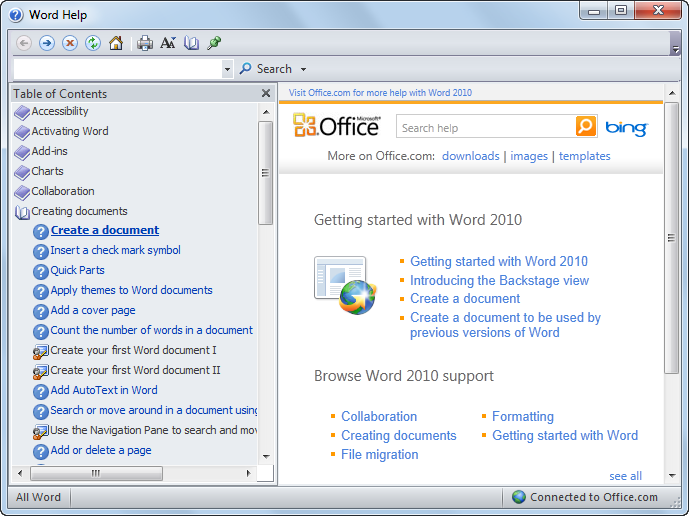 Word Help
Search
Table of Contents
Accessibility
Activating Word
Add-ins
Charts
Collaboration
Creating documents
Create a document
Insert a check mark symbol
Quick Parts
Apply themes to Word documents
Add a cover page
Count the number of words in a document
Create your first Word document I
Create your first Word document II
Add AutoText in Word
Search or move around in a document using
Use the Navigation Pane to search and mov
Add or delete a page
Visit Office.com for more help with Word 2010
Microsoft®
Office
Search help
bing™
More on Office.com: downloads | images | templates
Getting started with Word 2010
Getting started with Word 2010
Introducing the Backstage view
Create a document
Create a document to be used by
previous versions of Word
Browse Word 2010 support
Collaboration
Creating documents
File migration
Formatting
Getting started with Word
see all
All Word
Connected to Office.com